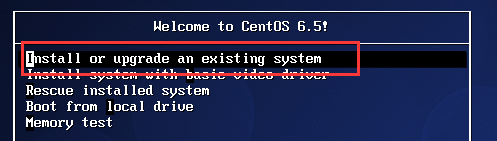 Welcome to CentOS 6.5!
Install or upgrade an existing system
Install system with basic video driver
Rescue installed system
Boot from local drive
Memory test